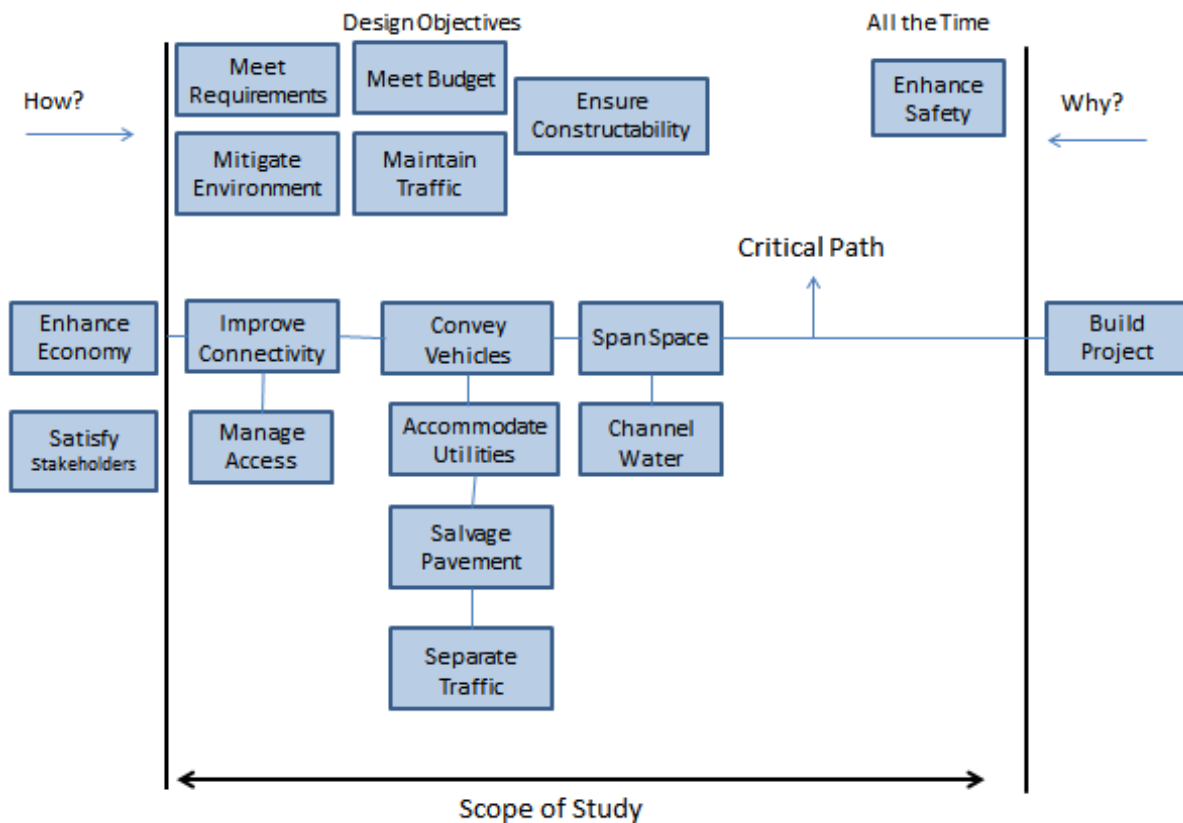 Design Objectives
All the Time
Meet
Requirements
Meet Budget
Ensure
Constructability
Enhance
Safety
How?
Why?
Mitigate
Environment
Maintain
Traffic
Critical Path
Enhance
Economy
Improve
Connectivity
Convey
Vehicles
Span Space
Build
Project
Satisfy
Stakeholders
Manage
Access
Accommodate
Utilities
Channel
Water
Salvage
Pavement
Separate
Traffic
Scope of Study